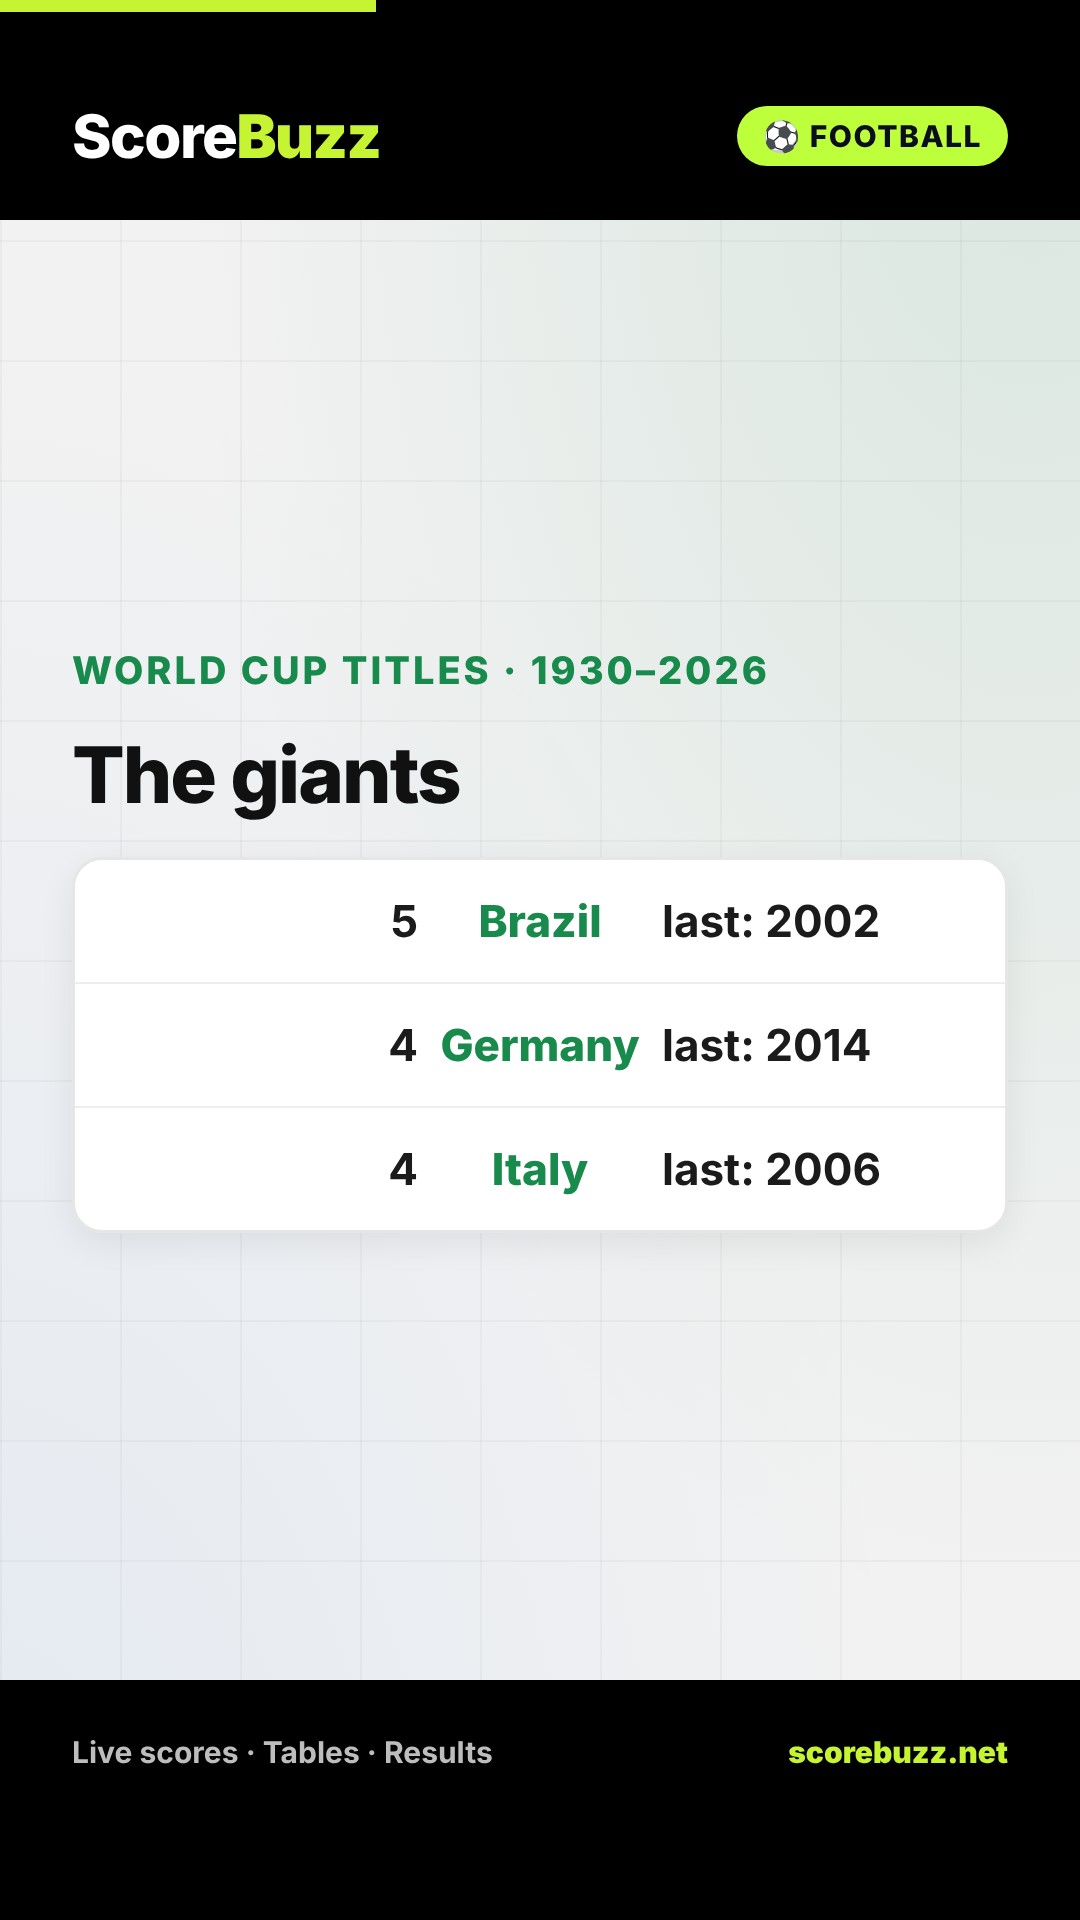 ScoreBuzz
⚽ FOOTBALL
WORLD CUP TITLES · 1930–2026
The giants
5 Brazil last: 2002
4 Germany last: 2014
4 Italy last: 2006
Live scores · Tables · Results
scorebuzz.net